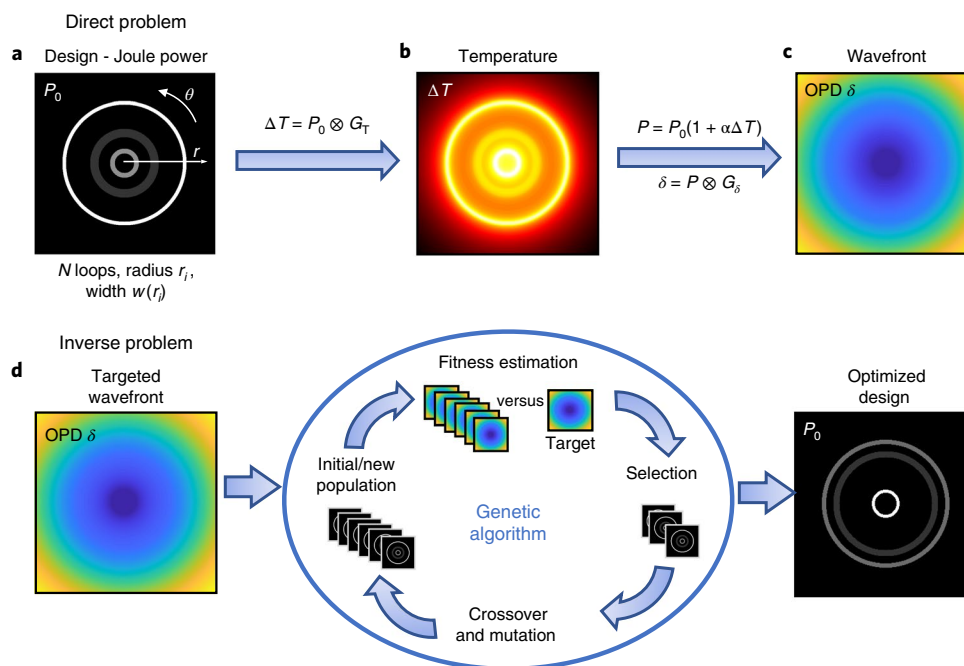 Direct problem
a
Design - Joule power
P₀
θ
r
N loops, radius rᵢ,
width w(rᵢ)
ΔT = P₀ ⊗ G_T
b
Temperature
ΔT
P = P₀(1 + αΔT)
δ = P ⊗ G_δ
c
Wavefront
OPD δ
Inverse problem
d
Targeted
wavefront
OPD δ
Fitness estimation
versus
Target
Initial/new
population
Selection
Genetic
algorithm
Crossover
and mutation
Optimized
design
P₀